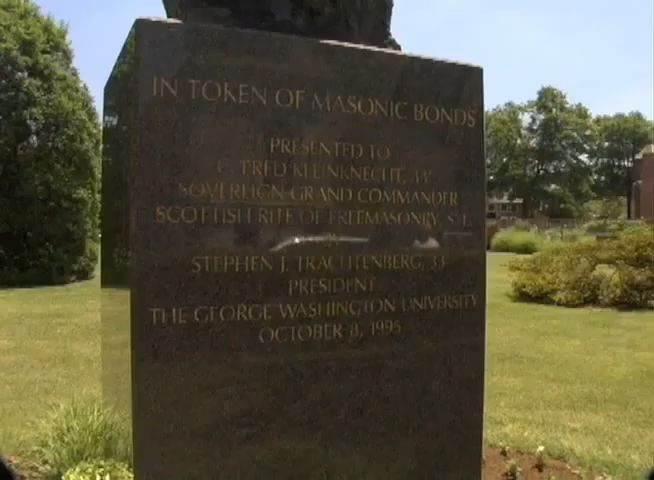 IN TOKEN OF MASONIC BONDS
PRESENTED TO
FRED KLEINKNECHT, 33°
SOVEREIGN GRAND COMMANDER
SCOTTISH RITE OF FREEMASONRY, S.J.
STEPHEN J. TRACHTENBERG, 33°
PRESIDENT
THE GEORGE WASHINGTON UNIVERSITY
OCTOBER 8, 1995